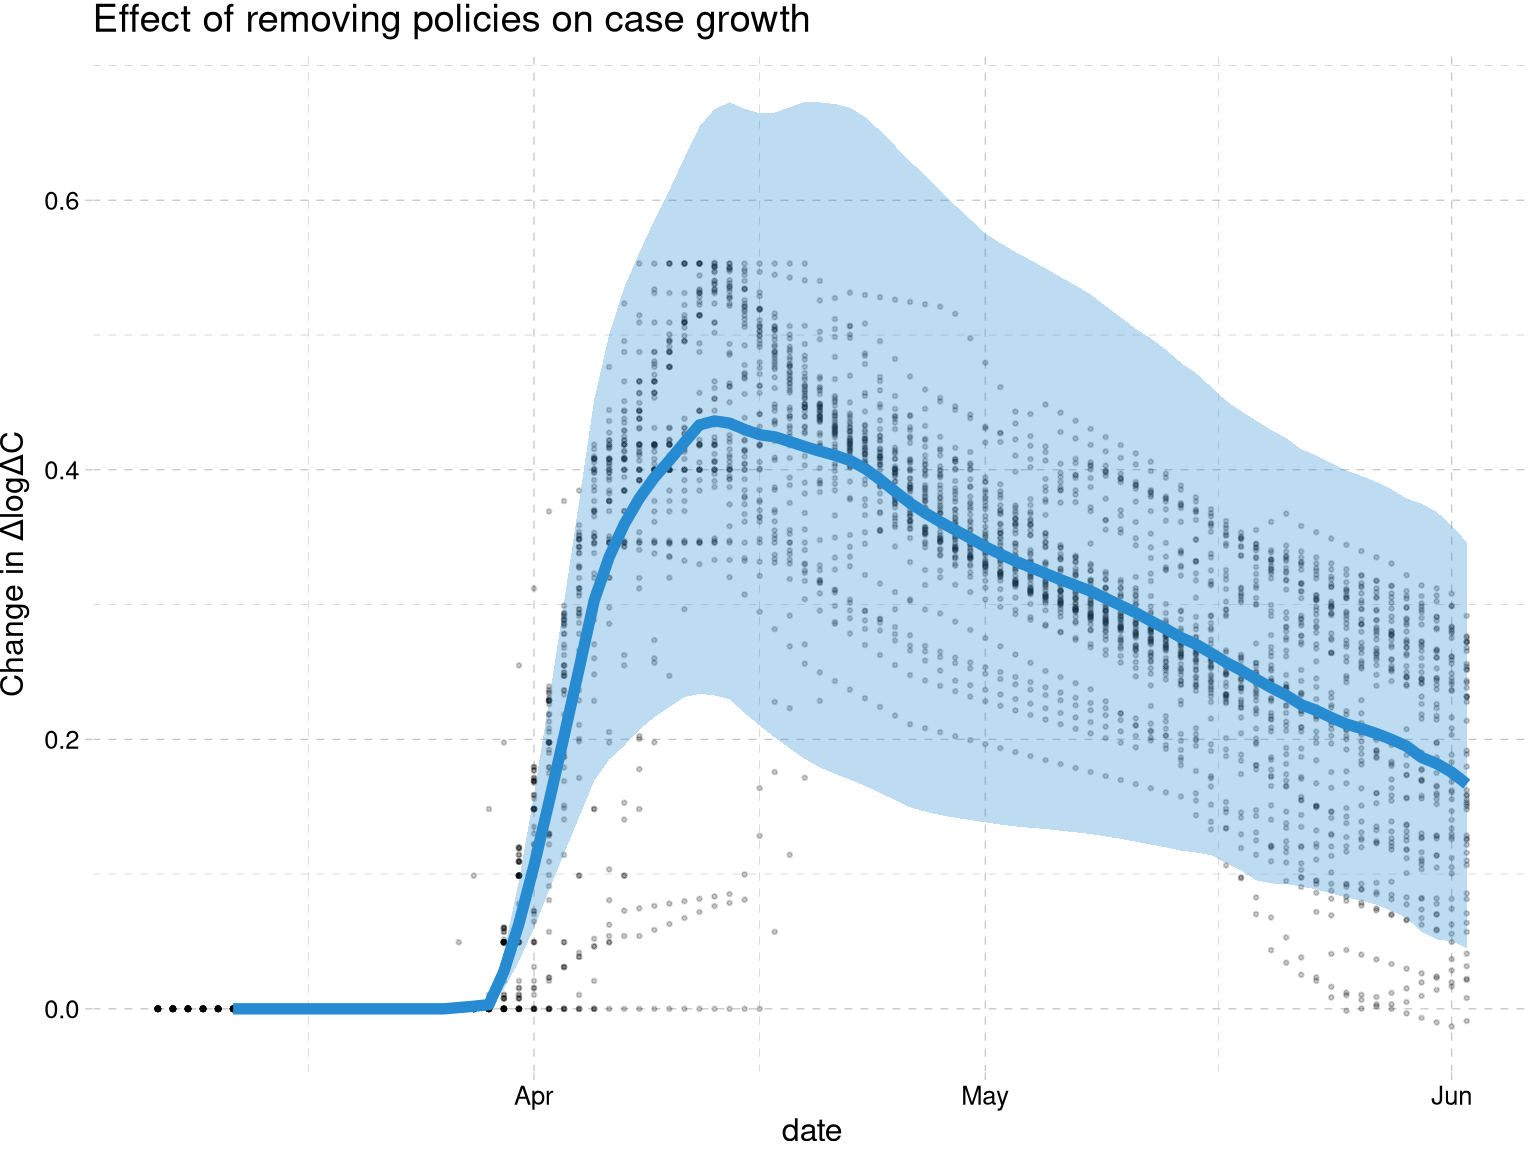 Effect of removing policies on case growth
Change in ΔlogΔC
0.6
0.4
0.2
0.0
Apr
May
Jun
date